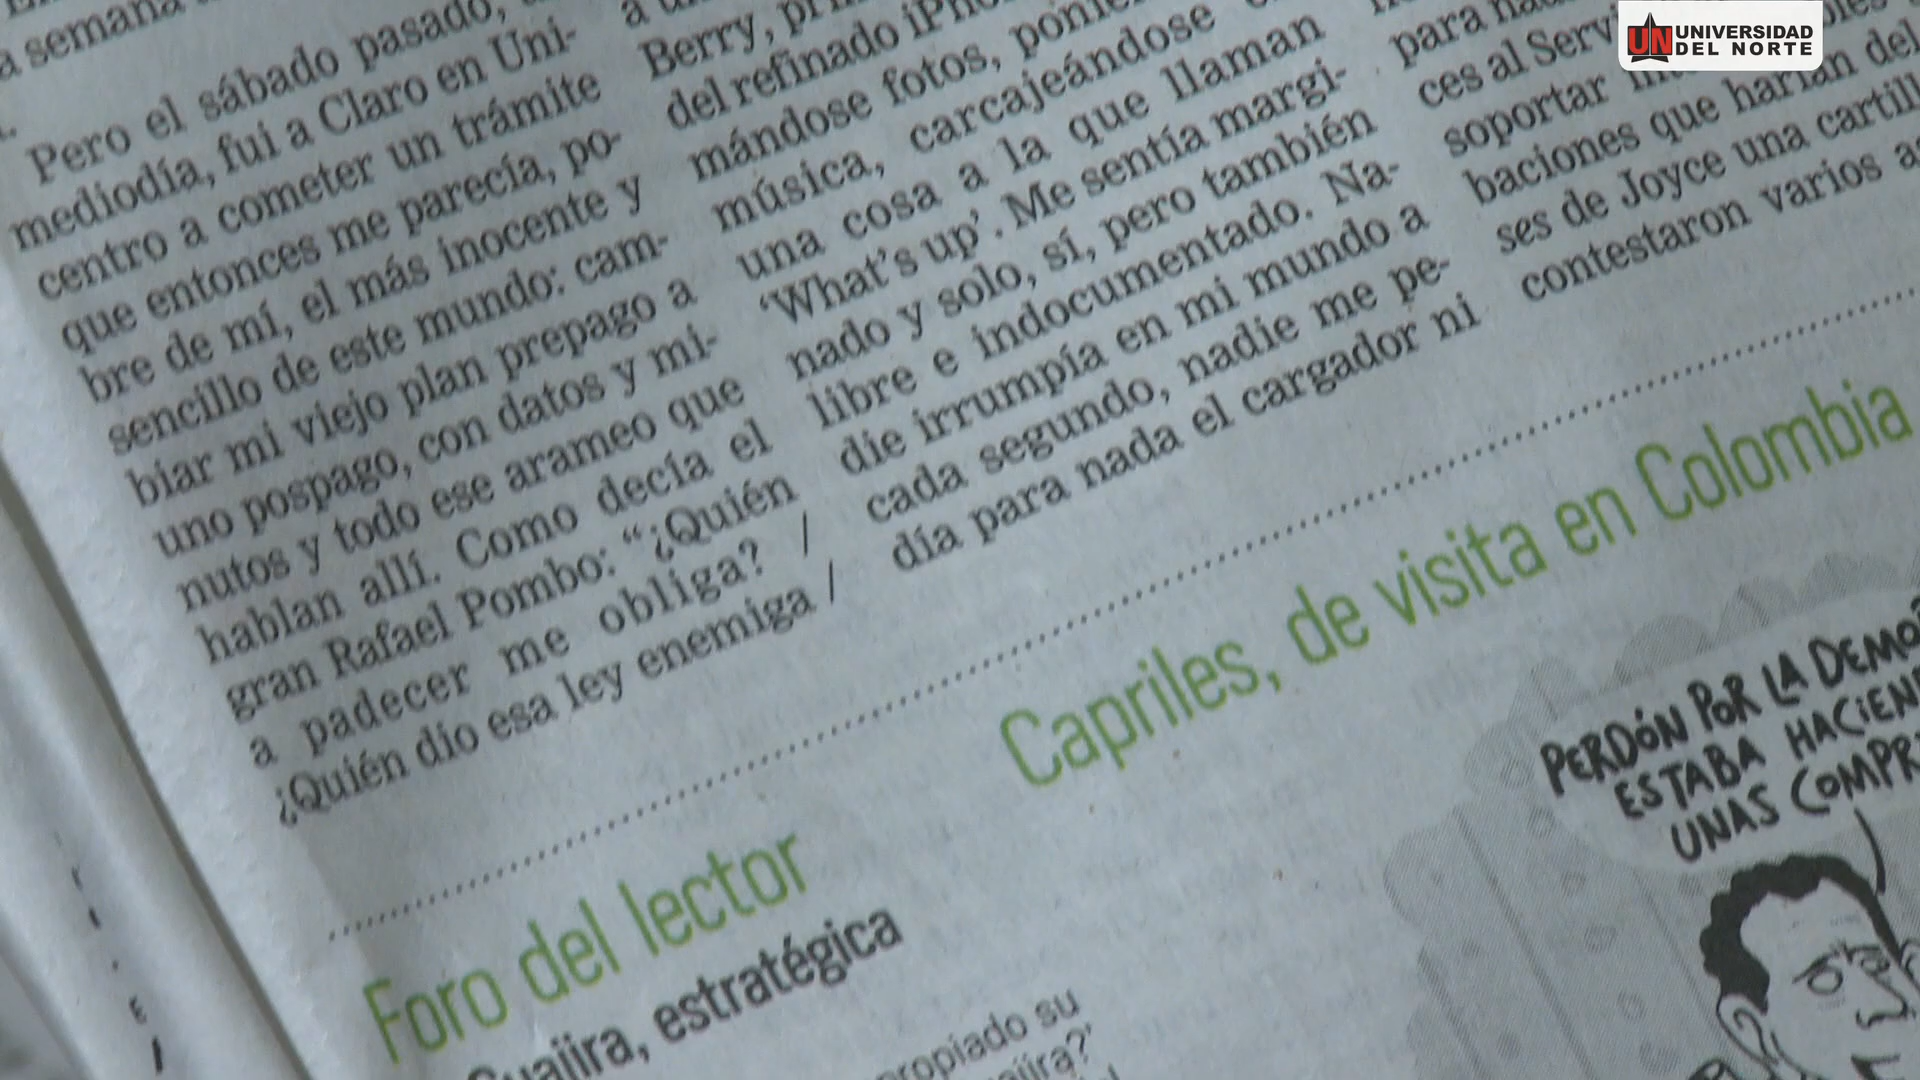 a semana
Pero el sábado pasado,
mediodía, fui a Claro en Uni-
centro a cometer un trámite
que entonces me parecía, po-
bre de mí, el más inocente y
sencillo de este mundo: cam-
biar mi viejo plan prepago a
uno pospago, con datos y mi-
nutos y todo ese arameo que
hablan allí. Como decía el
gran Rafael Pombo: “¿Quién
a padecer me obliga? /
¿Quién dio esa ley enemiga /
Berry,
del refinado
mándose fotos,
música, carcajeándose
una cosa a la que llaman
‘What’s up’. Me sentía margi-
nado y solo, sí, pero también
libre e indocumentado. Na-
die irrumpía en mi mundo a
cada segundo, nadie me pe-
día para nada el cargador ni
para
ces al
soportar
baciones que harían del
ses de Joyce una
contestaron varios
Capriles, de visita en Colombia
PERDÓN POR LA
ESTABA
UNAS
Foro del lector
Guajira, estratégica
su
UN UNIVERSIDAD
DEL NORTE